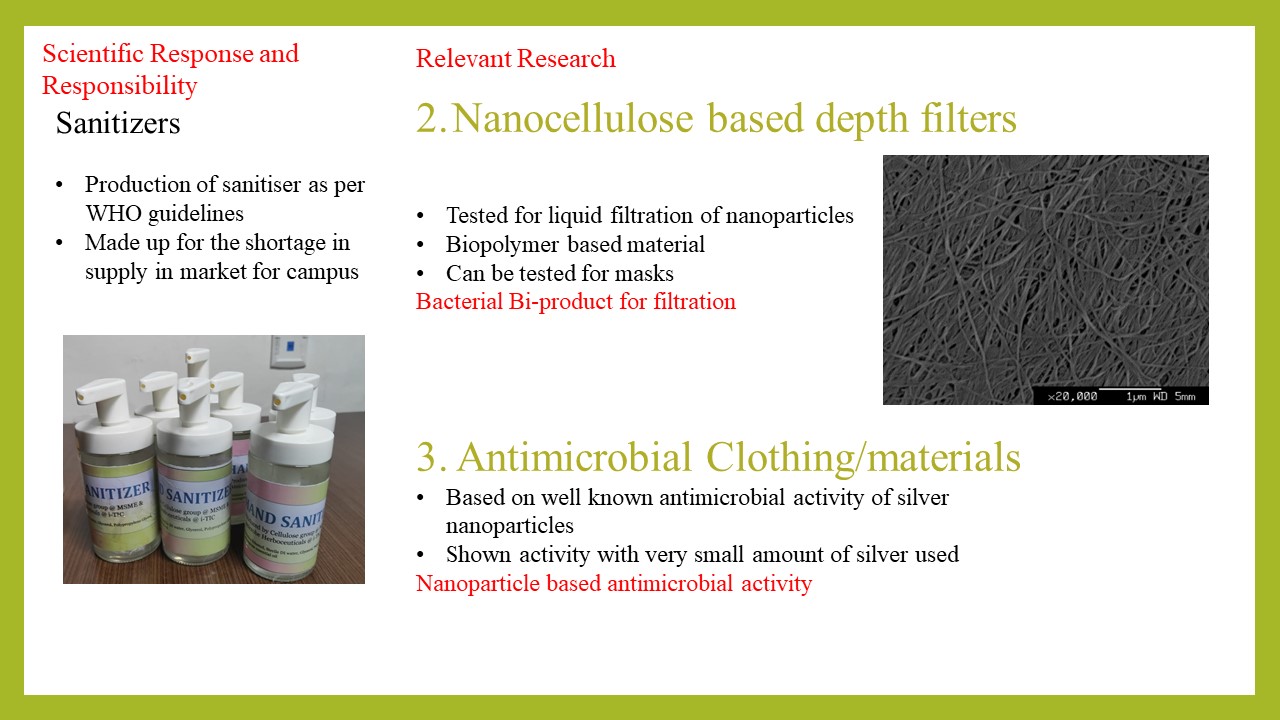 Scientific Response and
Responsibility
Sanitizers
• Production of sanitiser as per
WHO guidelines
• Made up for the shortage in
supply in market for campus
ANITIZER
SANITIZE
HAND SANIT
Relevant Research
2. Nanocellulose based depth filters
• Tested for liquid filtration of nanoparticles
• Biopolymer based material
• Can be tested for masks
Bacterial Bi-product for filtration
×20,000 1µm WD 5mm
3. Antimicrobial Clothing/materials
• Based on well known antimicrobial activity of silver
nanoparticles
• Shown activity with very small amount of silver used
Nanoparticle based antimicrobial activity